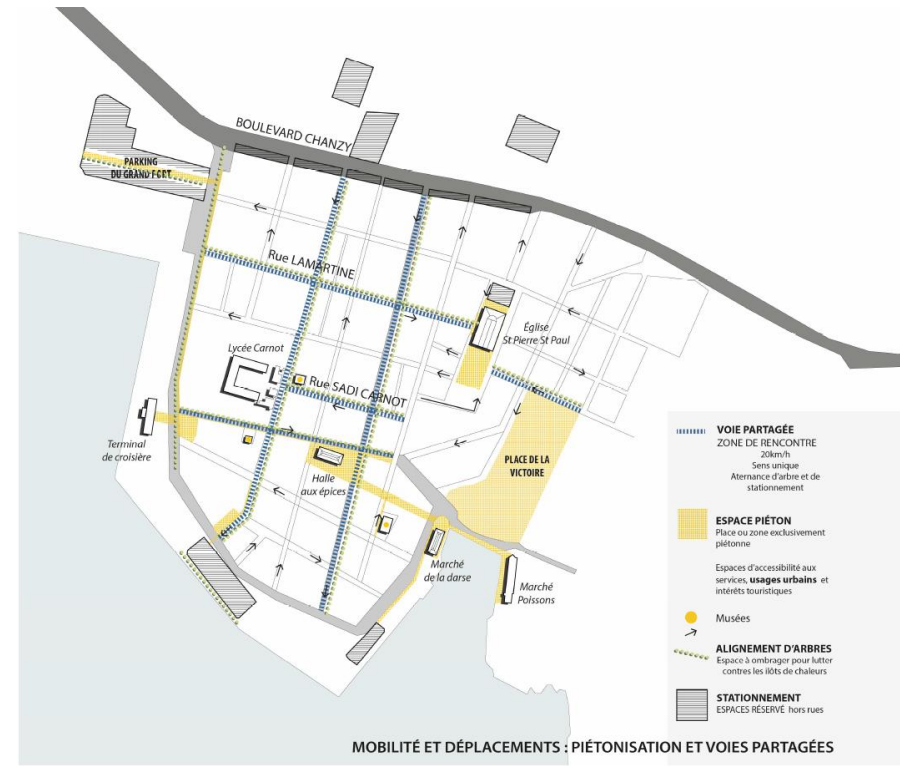 BOULEVARD CHANZY
PARKING
DU GRAND FORT
Rue LAMARTINE
Église
St Pierre St Paul
Lycée Carnot
Rue SADI CARNOT
Terminal
de croisière
Halle
aux épices
PLACE DE LA
VICTOIRE
Marché
de la darse
Marché
Poissons
VOIE PARTAGÉE
ZONE DE RENCONTRE
20km/h
Sens unique
Aternance d'arbre et de
stationnement
ESPACE PIÉTON
Place ou zone exclusivement
piétonne
Espaces d'accessibilité aux
services, usages urbains et
intérêts touristiques
Musées
ALIGNEMENT D'ARBRES
Espace à ombrager pour lutter
contres les ilôts de chaleurs
STATIONNEMENT
ESPACES RÉSERVÉ hors rues
MOBILITÉ ET DÉPLACEMENTS : PIÉTONISATION ET VOIES PARTAGÉES